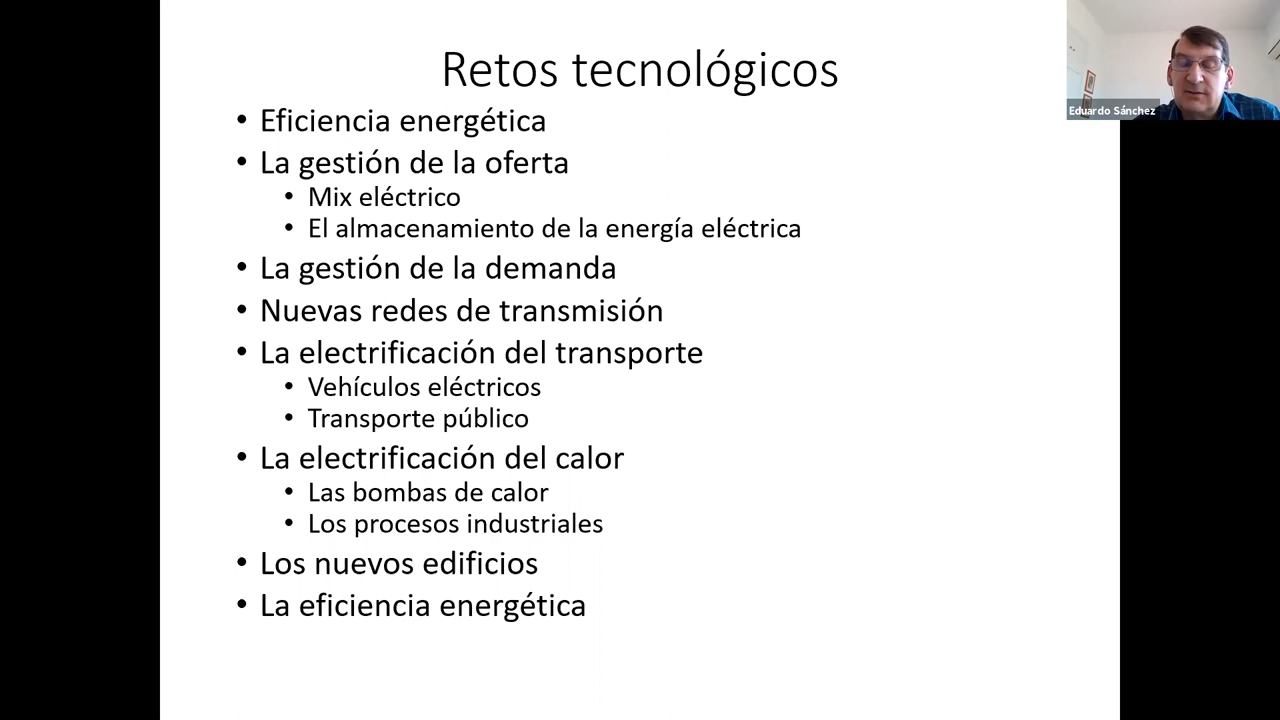 Retos tecnológicos
• Eficiencia energética
• La gestión de la oferta
• Mix eléctrico
• El almacenamiento de la energía eléctrica
• La gestión de la demanda
• Nuevas redes de transmisión
• La electrificación del transporte
• Vehículos eléctricos
• Transporte público
• La electrificación del calor
• Las bombas de calor
• Los procesos industriales
• Los nuevos edificios
• La eficiencia energética
Eduardo Sánchez